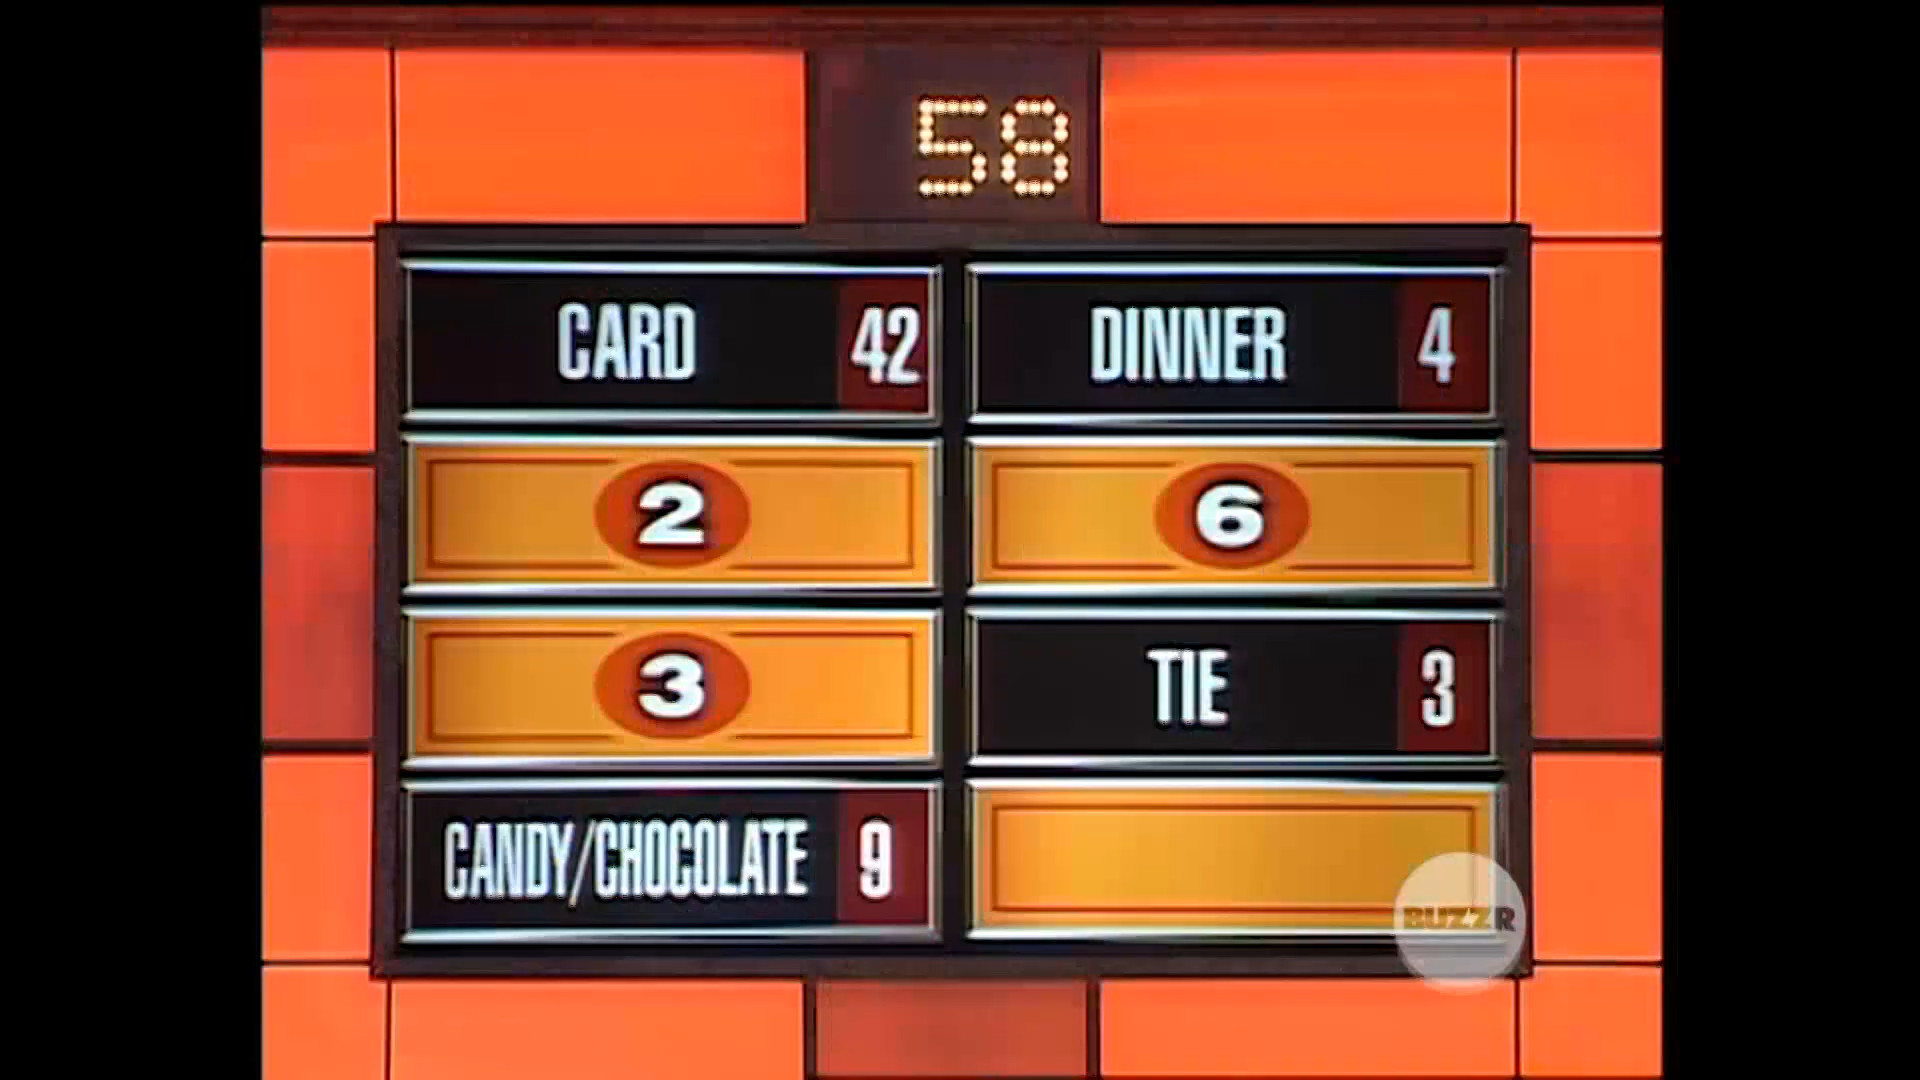 58
CARD 42
DINNER 4
2
6
3
TIE 3
CANDY/CHOCOLATE 9
BUZZR